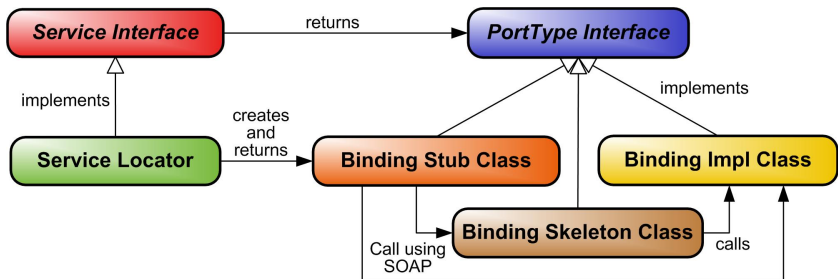 Service Interface
returns
PortType Interface
implements
implements
creates
and
returns
Service Locator
Binding Stub Class
Binding Impl Class
Binding Skeleton Class
Call using
SOAP
calls